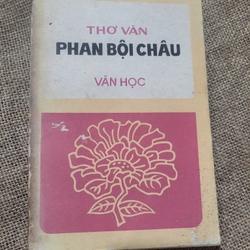 THƠ VĂN
PHAN BỘI CHÂU
VĂN HỌC